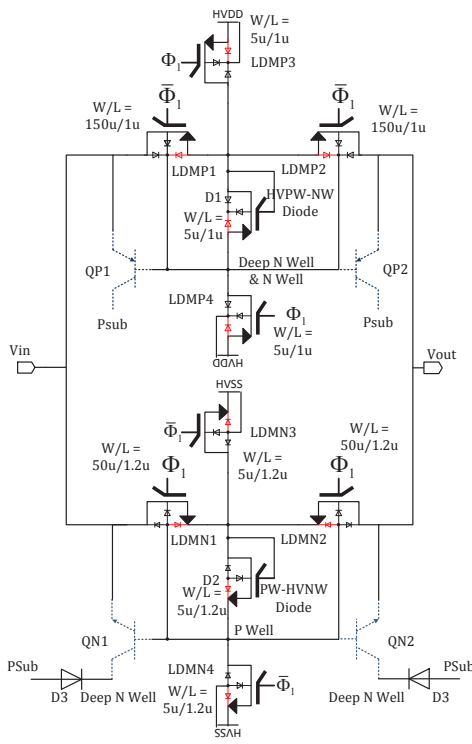 HVDD
W/L =
5u/1u
Φ1
LDMP3
Φ̅1
Φ̅1
W/L =
150u/1u
W/L =
150u/1u
LDMP1
LDMP2
D1
HVPW-NW
Diode
W/L =
5u/1u
QP1
Deep N Well
& N Well
QP2
Psub
LDMP4
Φ1
Psub
W/L =
5u/1u
Vin
Vout
HVDD
HVSS
Φ̅1
LDMN3
W/L =
50u/1.2u
W/L =
5u/1.2u
W/L =
50u/1.2u
Φ1
Φ1
LDMN1
LDMN2
D2
W/L =
5u/1.2u
PW-HVNW
Diode
QN1
P Well
QN2
PSub
LDMN4
PSub
D3
Deep N Well
W/L =
5u/1.2u
Φ̅1
Deep N Well
D3
HVSS